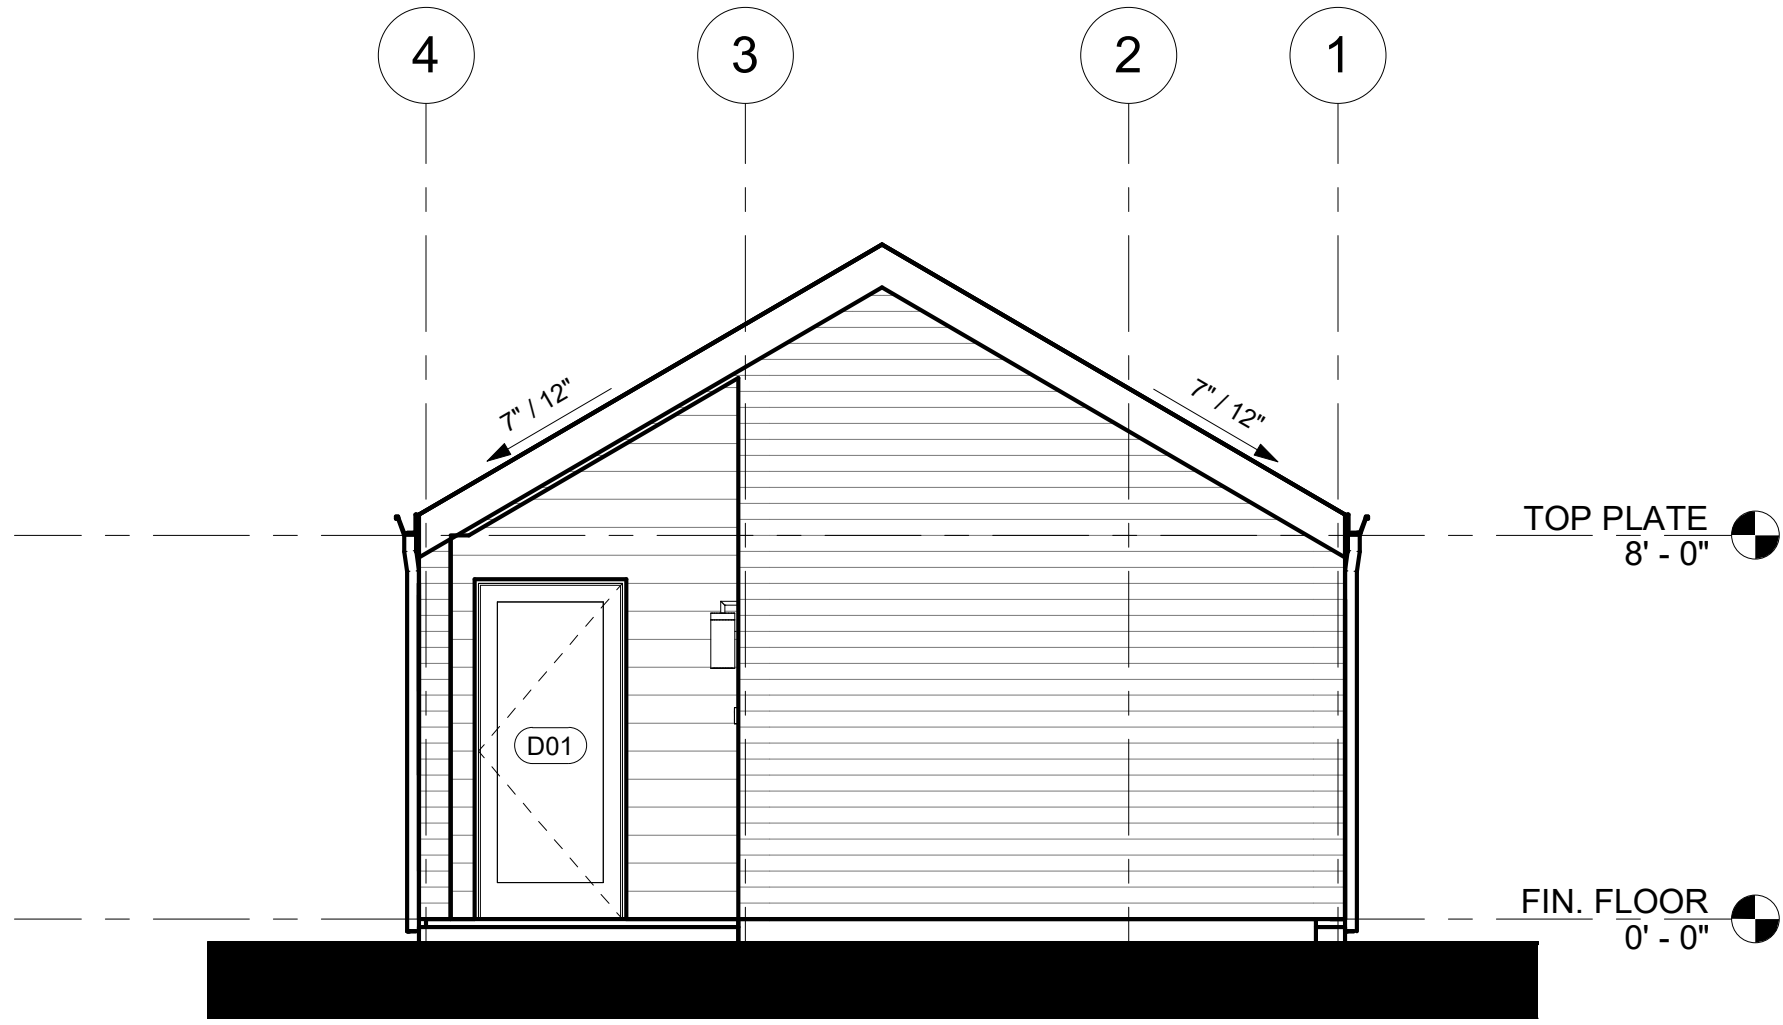 4
3
2
1
7" / 12"
7" / 12"
TOP PLATE
8' - 0"
D01
FIN. FLOOR
0' - 0"